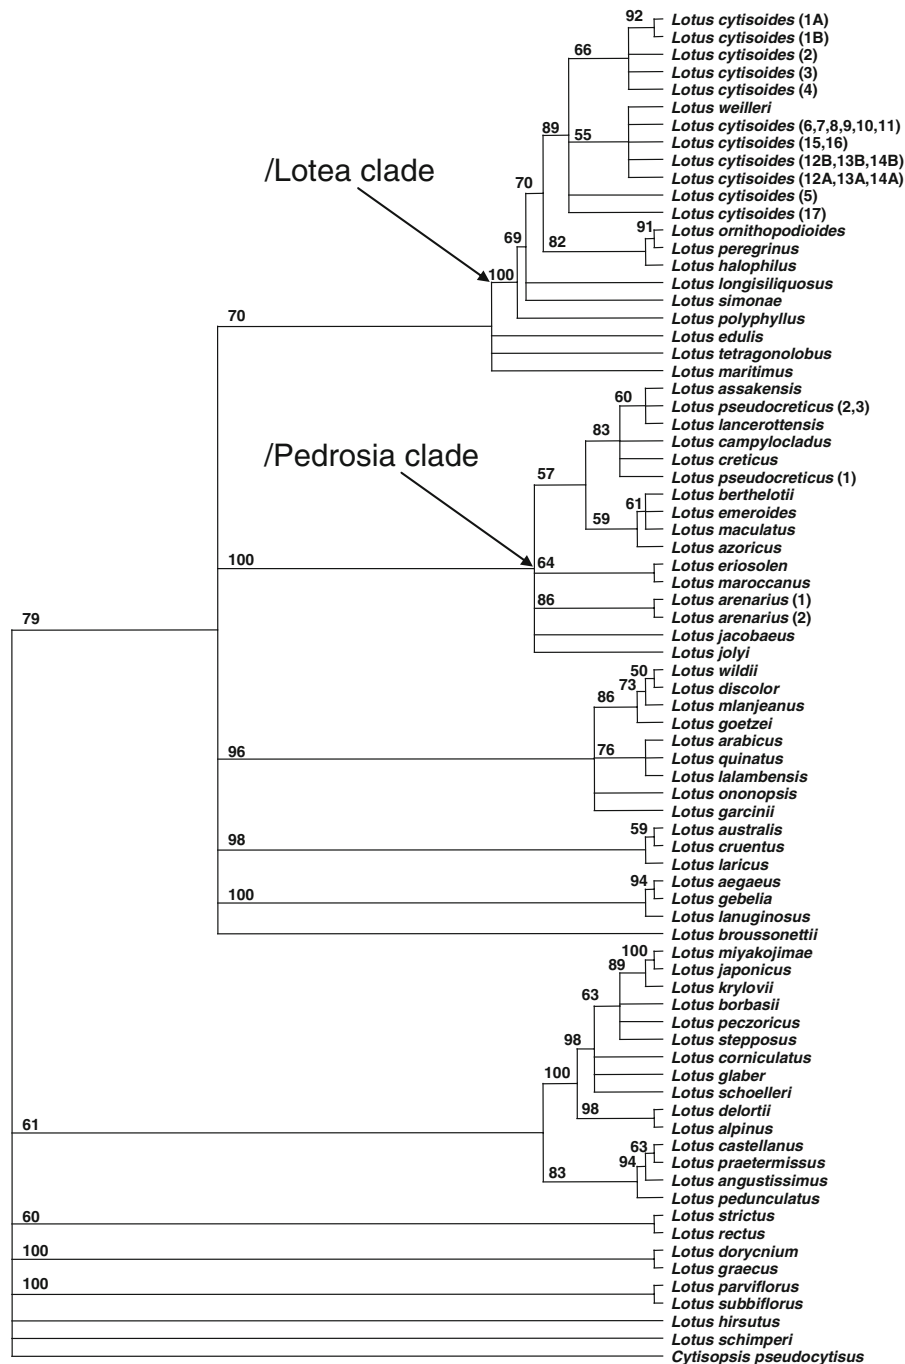 92 Lotus cytisoides (1A)
Lotus cytisoides (1B)
66 Lotus cytisoides (2)
Lotus cytisoides (3)
Lotus cytisoides (4)
Lotus weilleri
89 Lotus cytisoides (6,7,8,9,10,11)
55 Lotus cytisoides (15,16)
Lotus cytisoides (12B,13B,14B)
/Lotea clade
Lotus cytisoides (12A,13A,14A)
70 Lotus cytisoides (5)
Lotus cytisoides (17)
91 Lotus ornithopodioides
69 82 Lotus peregrinus
Lotus halophilus
100 Lotus longisiliquosus
Lotus simonae
70 Lotus polyphyllus
Lotus edulis
Lotus tetragonolobus
Lotus maritimus
Lotus assakensis
60 Lotus pseudocreticus (2,3)
Lotus lancerottensis
83 Lotus campylocladus
/Pedrosia clade
Lotus creticus
57 Lotus pseudocreticus (1)
Lotus berthelotii
61 Lotus emeroides
59 Lotus maculatus
Lotus azoricus
100 64 Lotus eriosolen
Lotus maroccanus
86 Lotus arenarius (1)
79 Lotus arenarius (2)
Lotus jacobaeus
Lotus jolyi
50 Lotus wildii
73 Lotus discolor
86 Lotus mlanjeanus
Lotus goetzei
Lotus arabicus
96 76 Lotus quinatus
Lotus lalambensis
Lotus ononopsis
Lotus garcinii
59 Lotus australis
98 Lotus cruentus
Lotus laricus
94 Lotus aegaeus
100 Lotus gebelia
Lotus lanuginosus
Lotus broussonettii
100 Lotus miyakojimae
89 Lotus japonicus
Lotus krylovii
63 Lotus borbasii
Lotus peczoricus
98 Lotus stepposus
Lotus corniculatus
100 Lotus glaber
Lotus schoelleri
98 Lotus delortii
61 Lotus alpinus
63 Lotus castellanus
94 Lotus praetermissus
83 Lotus angustissimus
Lotus pedunculatus
60 Lotus strictus
Lotus rectus
100 Lotus dorycnium
Lotus graecus
100 Lotus parviflorus
Lotus subbiflorus
Lotus hirsutus
Lotus schimperi
Cytisopsis pseudocytisus